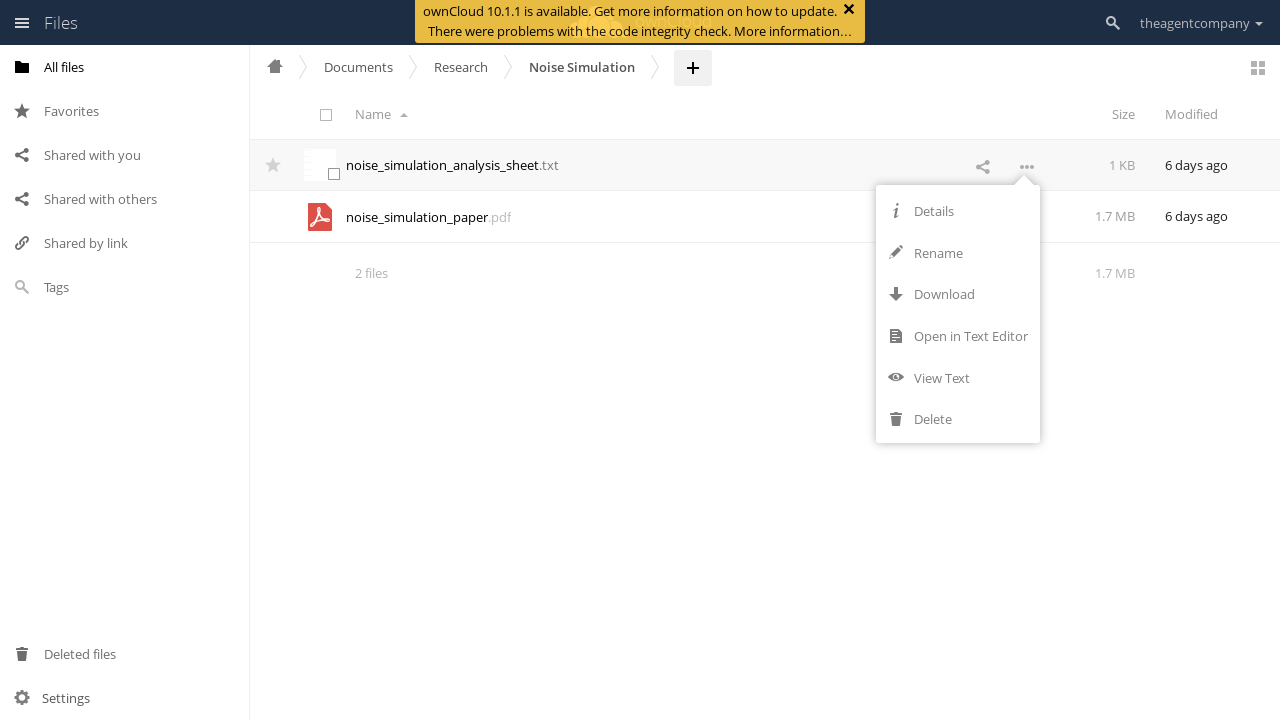 Files
ownCloud 10.1.1 is available. Get more information on how to update.
There were problems with the code integrity check. More information…
theagentcompany
All files
Favorites
Shared with you
Shared with others
Shared by link
Tags
Deleted files
Settings
Documents
Research
Noise Simulation
Name
Size
Modified
noise_simulation_analysis_sheet.txt
1 KB
6 days ago
noise_simulation_paper.pdf
1.7 MB
6 days ago
2 files
1.7 MB
Details
Rename
Download
Open in Text Editor
View Text
Delete